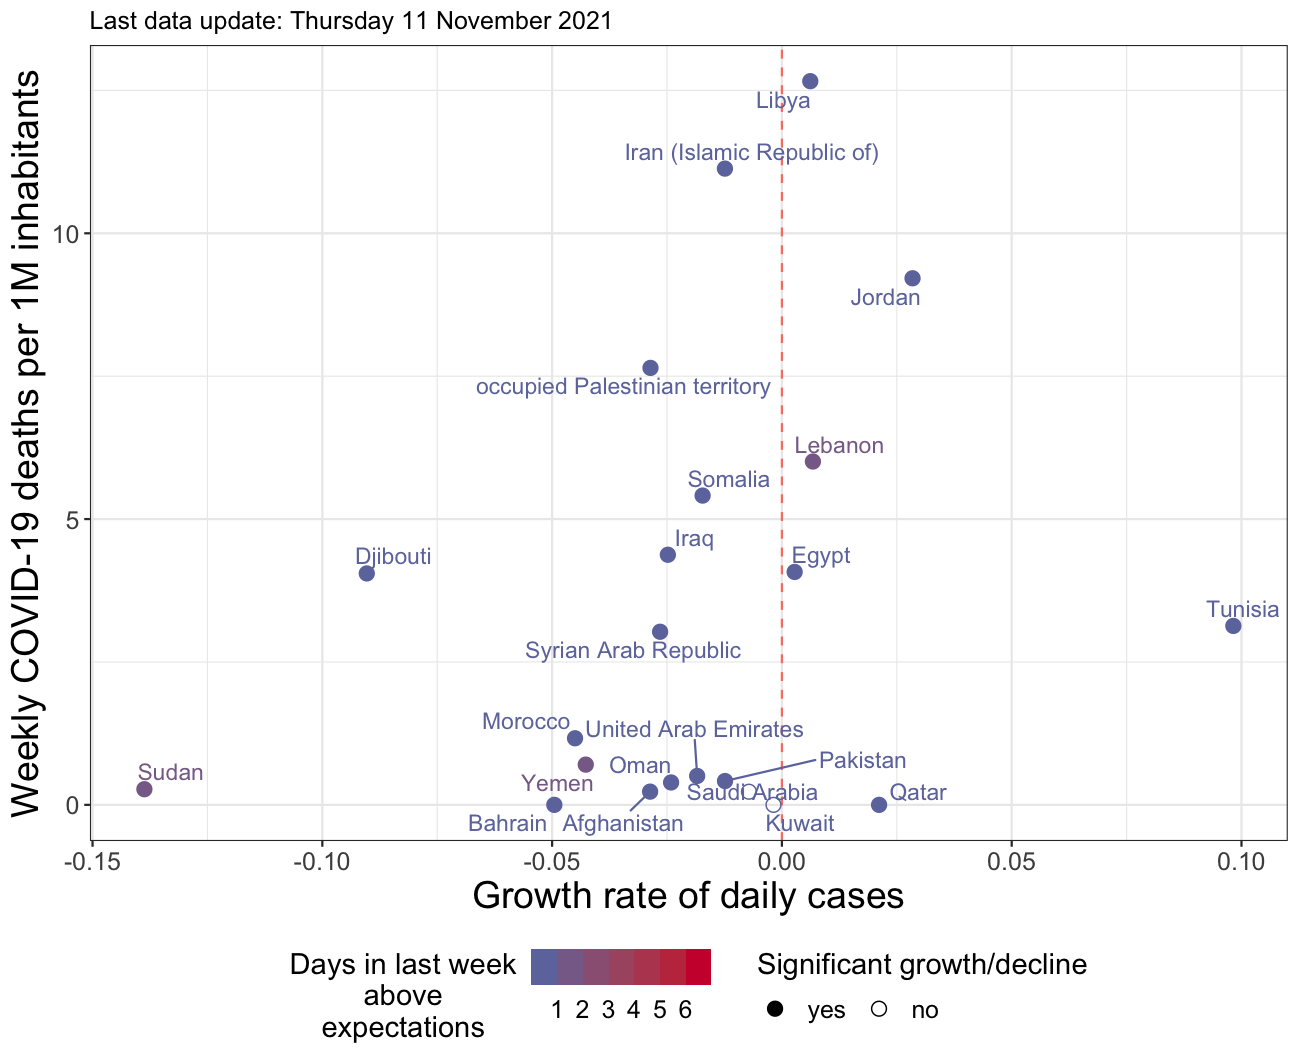 Last data update: Thursday 11 November 2021
Weekly COVID-19 deaths per 1M inhabitants
10
5
0
Libya
Iran (Islamic Republic of)
Jordan
occupied Palestinian territory
Lebanon
Somalia
Iraq
Djibouti
Egypt
Tunisia
Syrian Arab Republic
Morocco
United Arab Emirates
Pakistan
Oman
Sudan
Yemen
Saudi Arabia
Qatar
Bahrain
Afghanistan
Kuwait
-0.15
-0.10
-0.05
0.00
0.05
0.10
Growth rate of daily cases
Days in last week
above
expectations
1 2 3 4 5 6
Significant growth/decline
yes
no